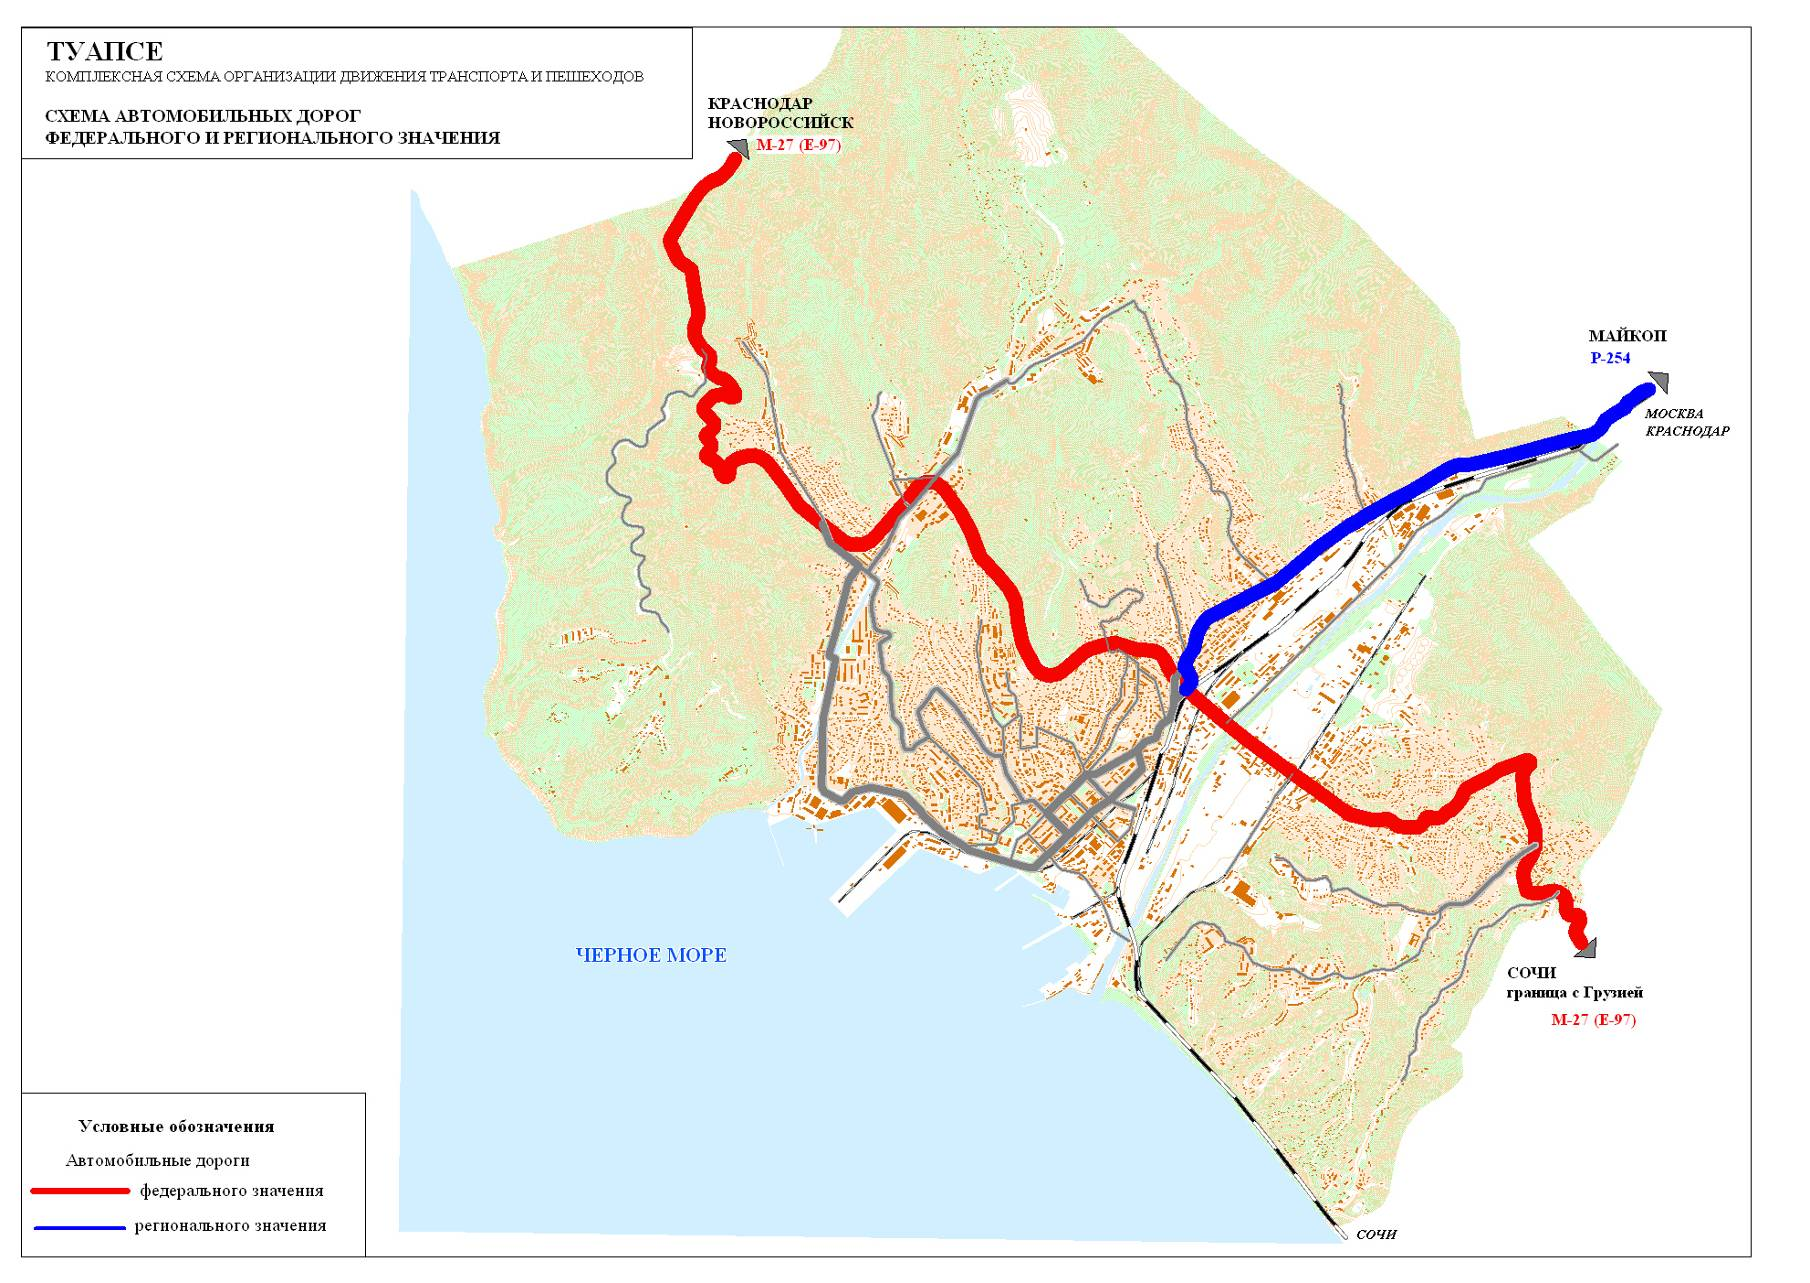 ТУАПСЕ
КОМПЛЕКСНАЯ СХЕМА ОРГАНИЗАЦИИ ДВИЖЕНИЯ ТРАНСПОРТА И ПЕШЕХОДОВ
СХЕМА АВТОМОБИЛЬНЫХ ДОРОГ
ФЕДЕРАЛЬНОГО И РЕГИОНАЛЬНОГО ЗНАЧЕНИЯ
КРАСНОДАР
НОВОРОССИЙСК
М-27 (Е-97)
МАЙКОП
Р-254
МОСКВА
КРАСНОДАР
ЧЕРНОЕ МОРЕ
СОЧИ
граница с Грузией
М-27 (Е-97)
СОЧИ
Условные обозначения
Автомобильные дороги
федерального значения
регионального значения